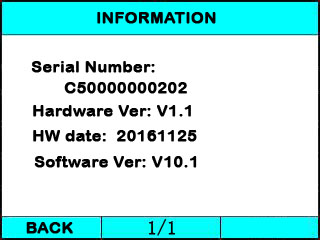 INFORMATION
Serial Number:
C50000000202
Hardware Ver: V1.1
HW date: 20161125
Software Ver: V10.1
BACK 1/1